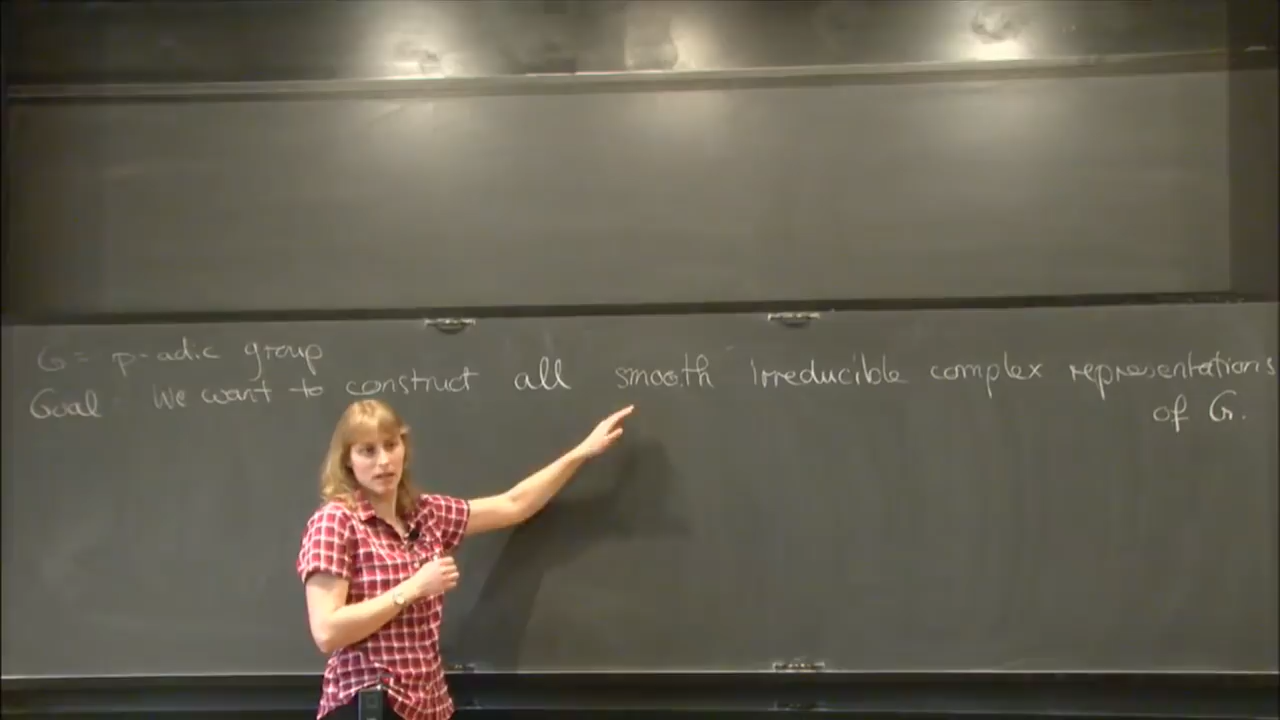 G = p-adic group
Goal: We want to construct all smooth irreducible complex representations
of G.